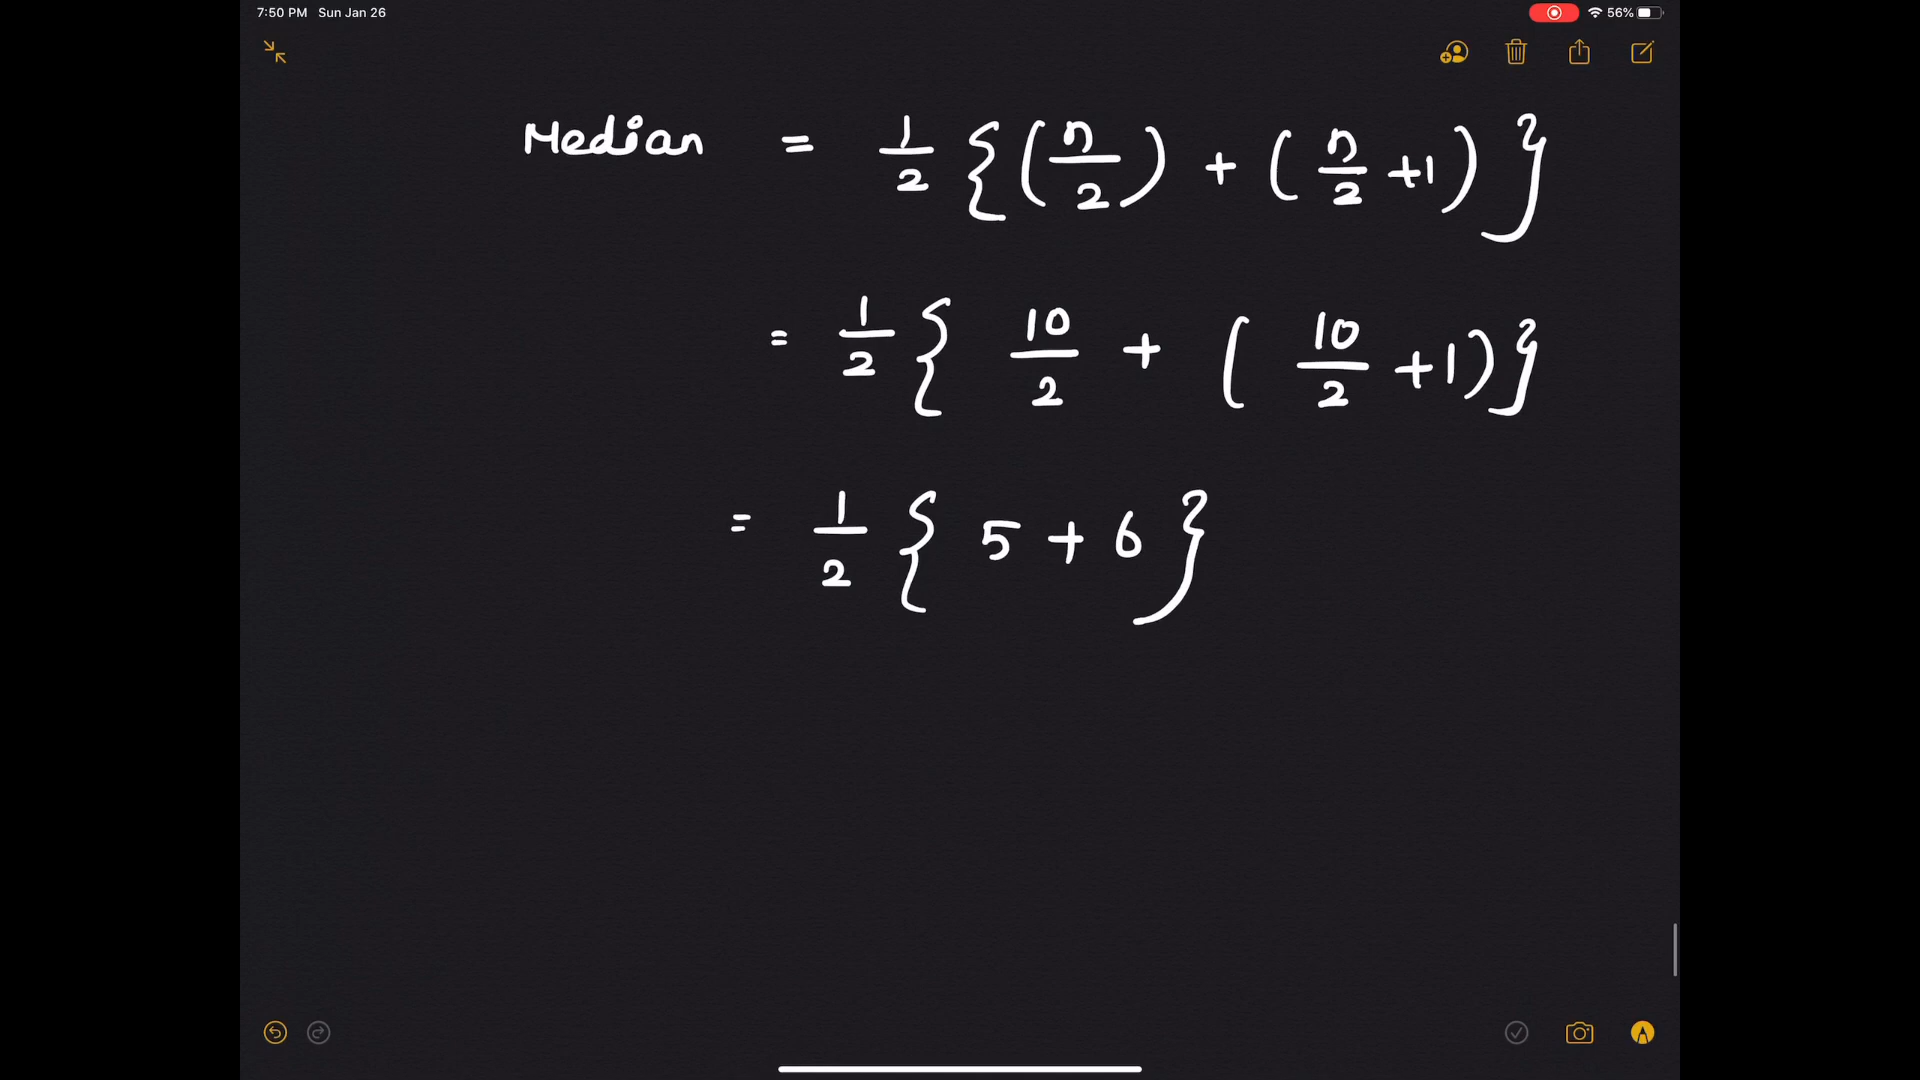 7:50 PM Sun Jan 26
56%
Median = 1/2 {(n/2) + (n/2 +1)}
= 1/2 { 10/2 + ( 10/2 +1)}
= 1/2 { 5 + 6 }